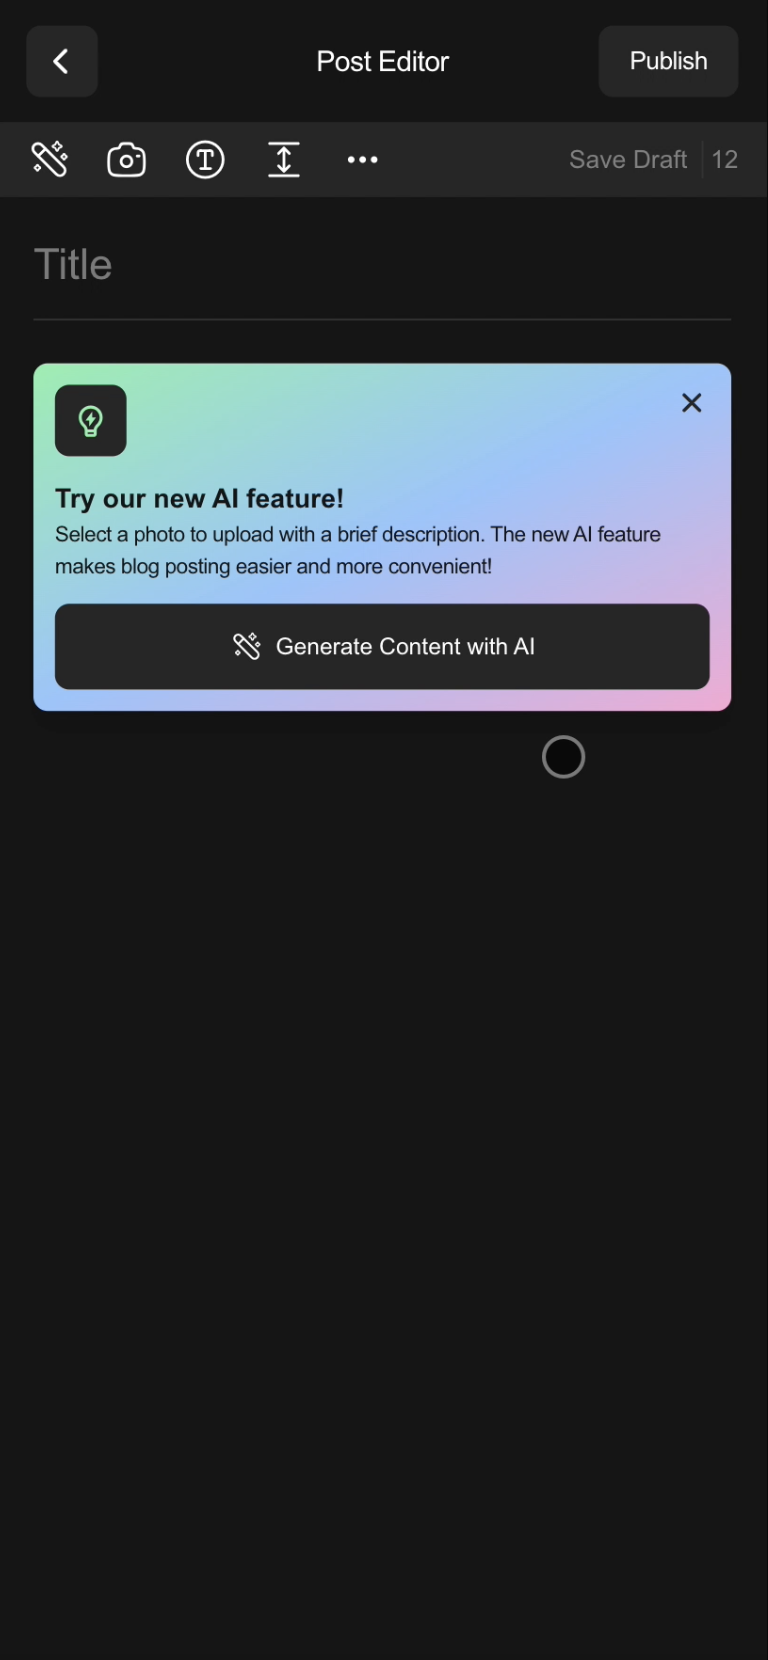 Post Editor
Publish
Save Draft
12
Title
Try our new AI feature!
Select a photo to upload with a brief description. The new AI feature
makes blog posting easier and more convenient!
Generate Content with AI